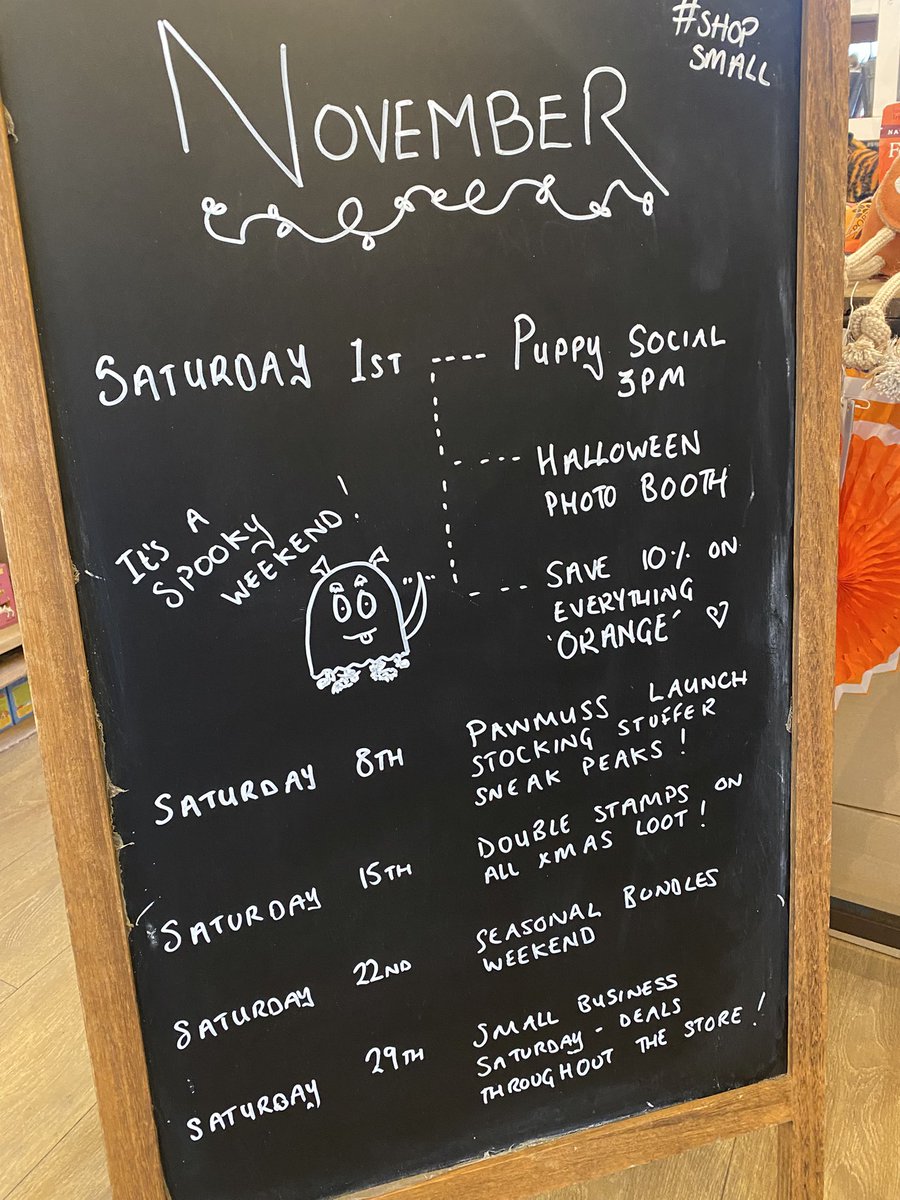 #SHOP
SMALL
NOVEMBER
SATURDAY 1ST ---- PUPPY SOCIAL
3PM
HALLOWEEN
PHOTO BOOTH
IT'S A
SPOOKY
WEEKEND!
SAVE 10% ON
EVERYTHING
'ORANGE' ♡
SATURDAY 8TH PAWMUSS LAUNCH
STOCKING STUFFER
SNEAK PEAKS!
SATURDAY 15TH DOUBLE STAMPS ON
ALL XMAS LOOT!
SATURDAY 22ND SEASONAL BUNDLES
WEEKEND
SATURDAY 29TH SMALL BUSINESS
SATURDAY - DEALS
THROUGHOUT THE STORE!